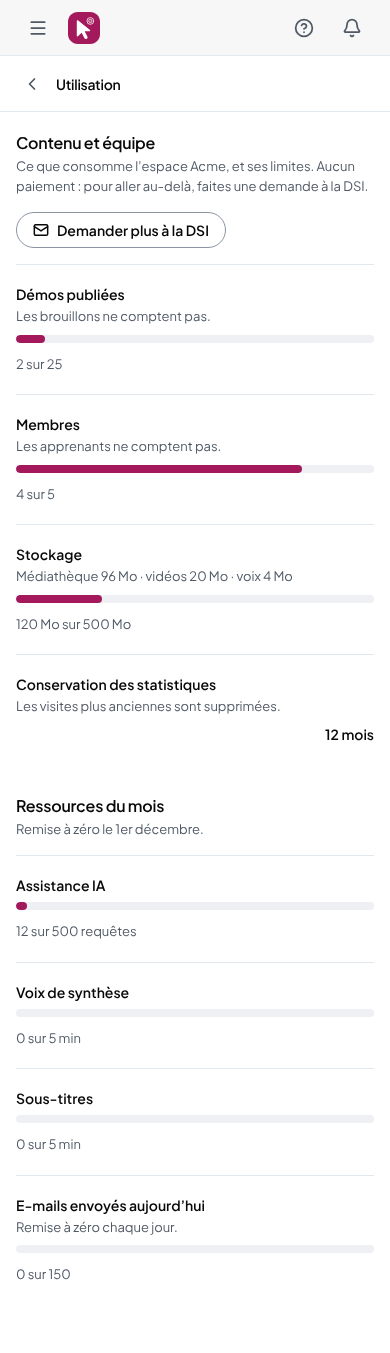 Utilisation
Contenu et équipe
Ce que consomme l'espace Acme, et ses limites. Aucun
paiement : pour aller au-delà, faites une demande à la DSI.
Demander plus à la DSI
Démos publiées
Les brouillons ne comptent pas.
2 sur 25
Membres
Les apprenants ne comptent pas.
4 sur 5
Stockage
Médiathèque 96 Mo · vidéos 20 Mo · voix 4 Mo
120 Mo sur 500 Mo
Conservation des statistiques
Les visites plus anciennes sont supprimées.
12 mois
Ressources du mois
Remise à zéro le 1er décembre.
Assistance IA
12 sur 500 requêtes
Voix de synthèse
0 sur 5 min
Sous-titres
0 sur 5 min
E-mails envoyés aujourd’hui
Remise à zéro chaque jour.
0 sur 150